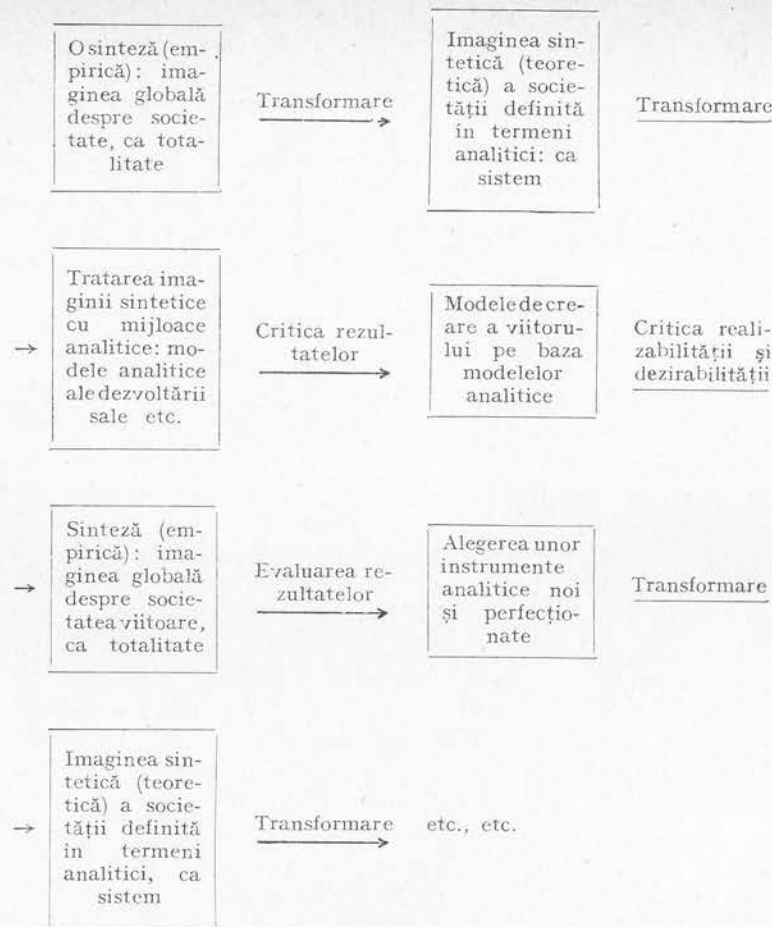 O sinteză (em-
pirică): ima-
ginea globală
despre socie-
tate, ca tota-
litate
Transformare
Imaginea sin-
tetică (teore-
tică) a socie-
tății definită
în termeni
analitici: ca
sistem
Transformare
→
Tratarea ima-
ginii sintetice
cu mijloace
analitice: mo-
dele analitice
ale dezvoltării
sale etc.
Critica rezul-
tatelor
Modele de cre-
are a viitoru-
lui pe baza
modelelor
analitice
Critica reali-
zabilității și
dezirabilității
→
Sinteză (em-
pirică): ima-
ginea globală
despre socie-
tatea viitoare,
ca totalitate
Evaluarea re-
zultatelor
Alegerea unor
instrumente
analitice noi
și perfecțio-
nate
Transformare
→
Imaginea sin-
tetică (teore-
tică) a socie-
tății definită
in termeni
analitici, ca
sistem
Transformare
etc., etc.